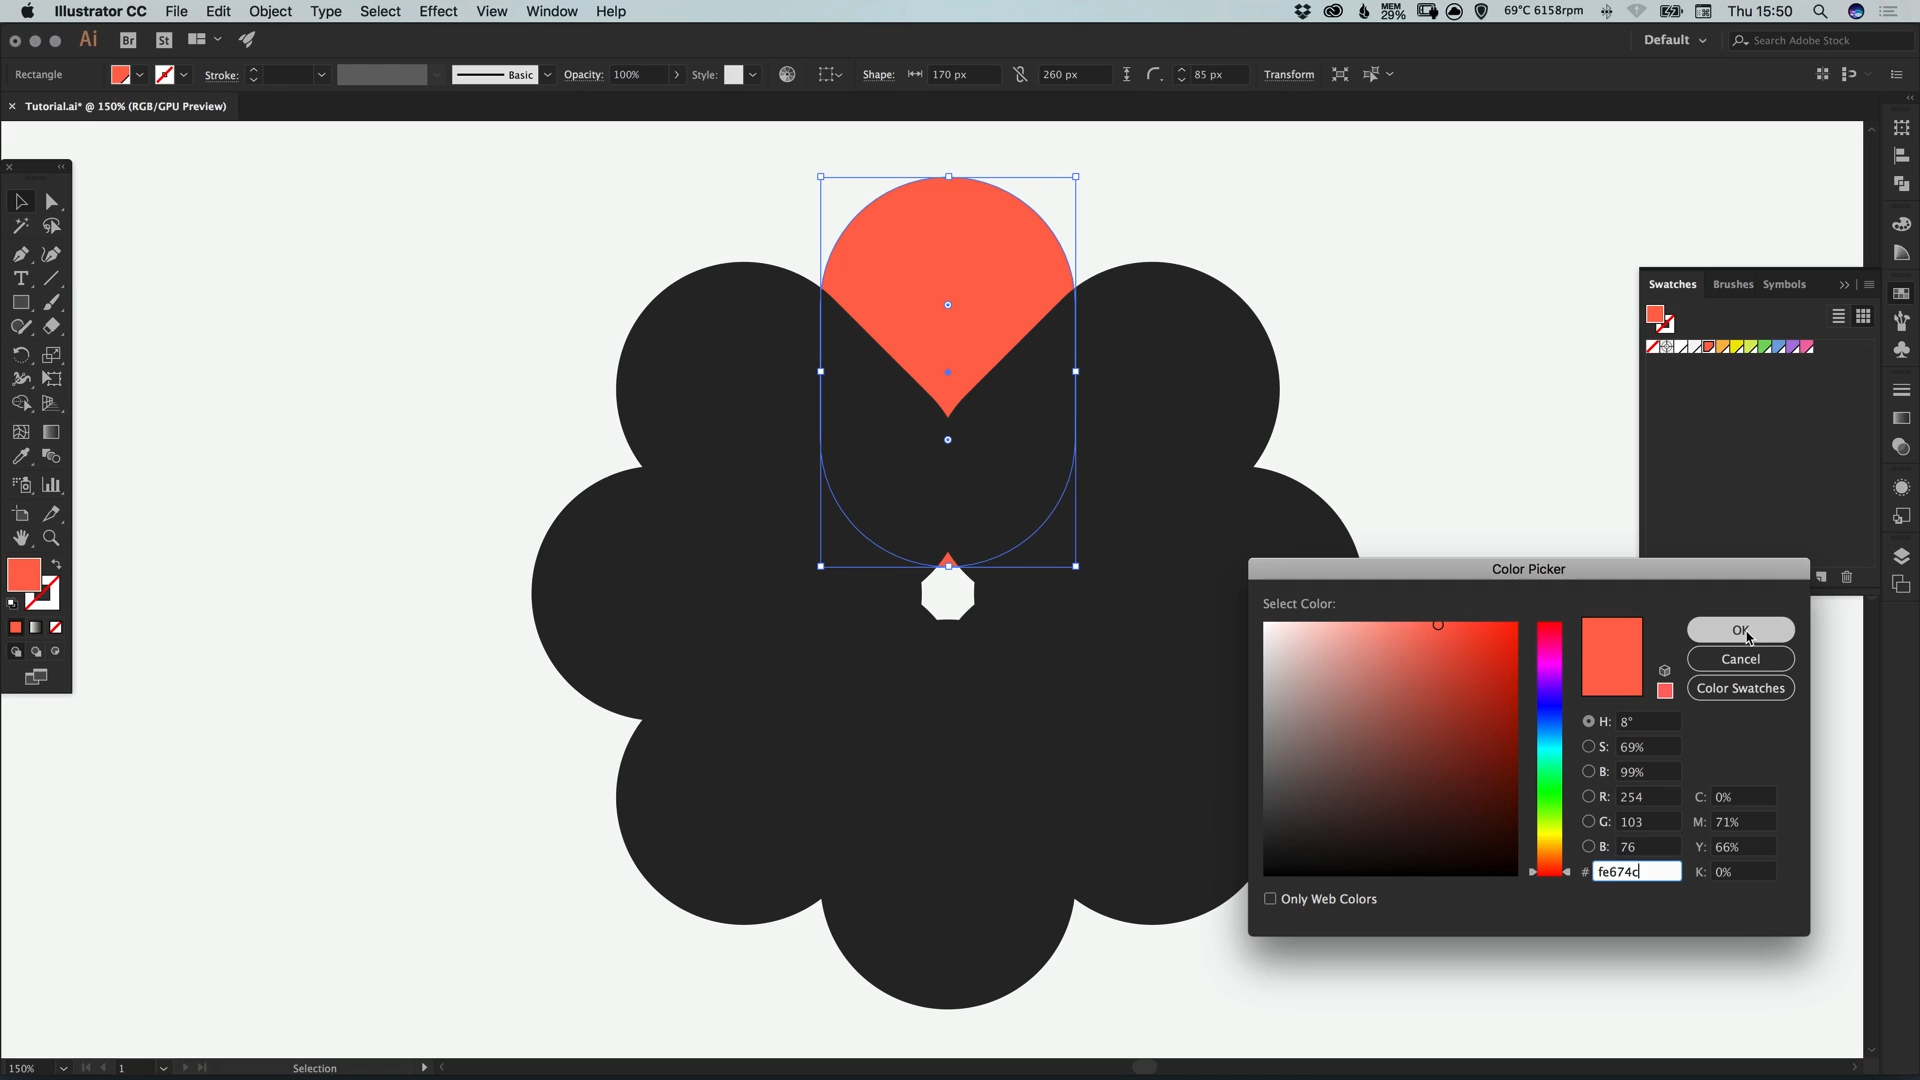 Illustrator CC File Edit Object Type Select Effect View Window Help MEM 29% 69°C 6158rpm Thu 15:50
Ai Br St Default Search Adobe Stock
Rectangle Stroke: Basic Opacity: 100% Style: Shape: 170 px 260 px 85 px Transform
Tutorial.ai* @ 150% (RGB/GPU Preview)
Swatches Brushes Symbols
Color Picker
Select Color:
OK
Cancel
Color Swatches
H: 8°
S: 69%
B: 99%
R: 254 C: 0%
G: 103 M: 71%
B: 76 Y: 66%
# fe674c K: 0%
Only Web Colors
150% 1 Selection